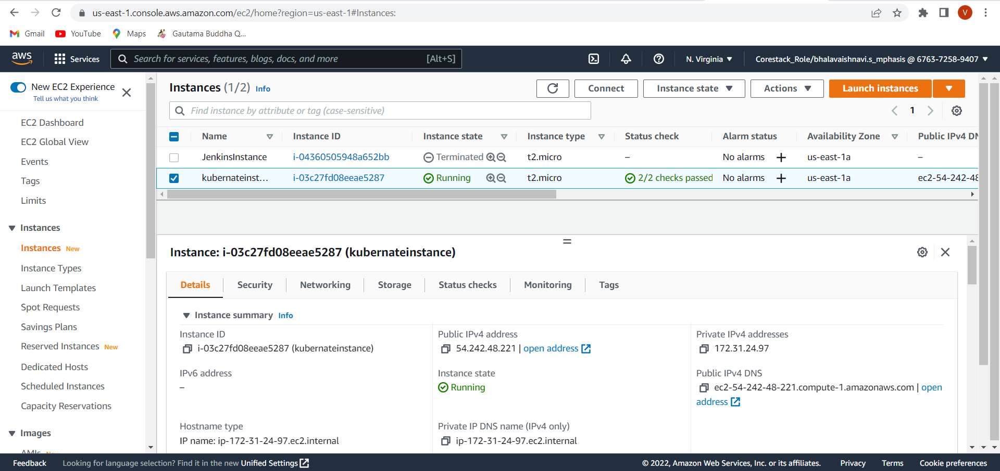 us-east-1.console.aws.amazon.com/ec2/home?region=us-east-1#Instances:
V
Gmail YouTube Maps Gautama Buddha Q...
aws Services Search for services, features, blogs, docs, and more [Alt+S] N. Virginia ▼ Corestack_Role/bhalavaishnavi.s_mphasis @ 6763-7258-9407 ▼
New EC2 Experience
Tell us what you think
EC2 Dashboard
EC2 Global View
Events
Tags
Limits
Instances
Instances New
Instance Types
Launch Templates
Spot Requests
Savings Plans
Reserved Instances New
Dedicated Hosts
Scheduled Instances
Capacity Reservations
Images
AMIs New
Instances (1/2) Info
Connect Instance state ▼ Actions ▼ Launch instances ▼
Find instance by attribute or tag (case-sensitive)
1
Name Instance ID Instance state Instance type Status check Alarm status Availability Zone Public IPv4 DN
JenkinsInstance i-04360505948a652bb Terminated t2.micro – No alarms + us-east-1a –
kubernateinst... i-03c27fd08eeae5287 Running t2.micro 2/2 checks passed No alarms + us-east-1a ec2-54-242-48
Instance: i-03c27fd08eeae5287 (kubernateinstance)
Details Security Networking Storage Status checks Monitoring Tags
▼ Instance summary Info
Instance ID
i-03c27fd08eeae5287 (kubernateinstance)
Public IPv4 address
54.242.48.221 | open address
Private IPv4 addresses
172.31.24.97
IPv6 address
–
Instance state
Running
Public IPv4 DNS
ec2-54-242-48-221.compute-1.amazonaws.com | open
address
Hostname type
IP name: ip-172-31-24-97.ec2.internal
Private IP DNS name (IPv4 only)
ip-172-31-24-97.ec2.internal
Feedback Looking for language selection? Find it in the new Unified Settings © 2022, Amazon Web Services, Inc. or its affiliates. Privacy Terms Cookie preferences